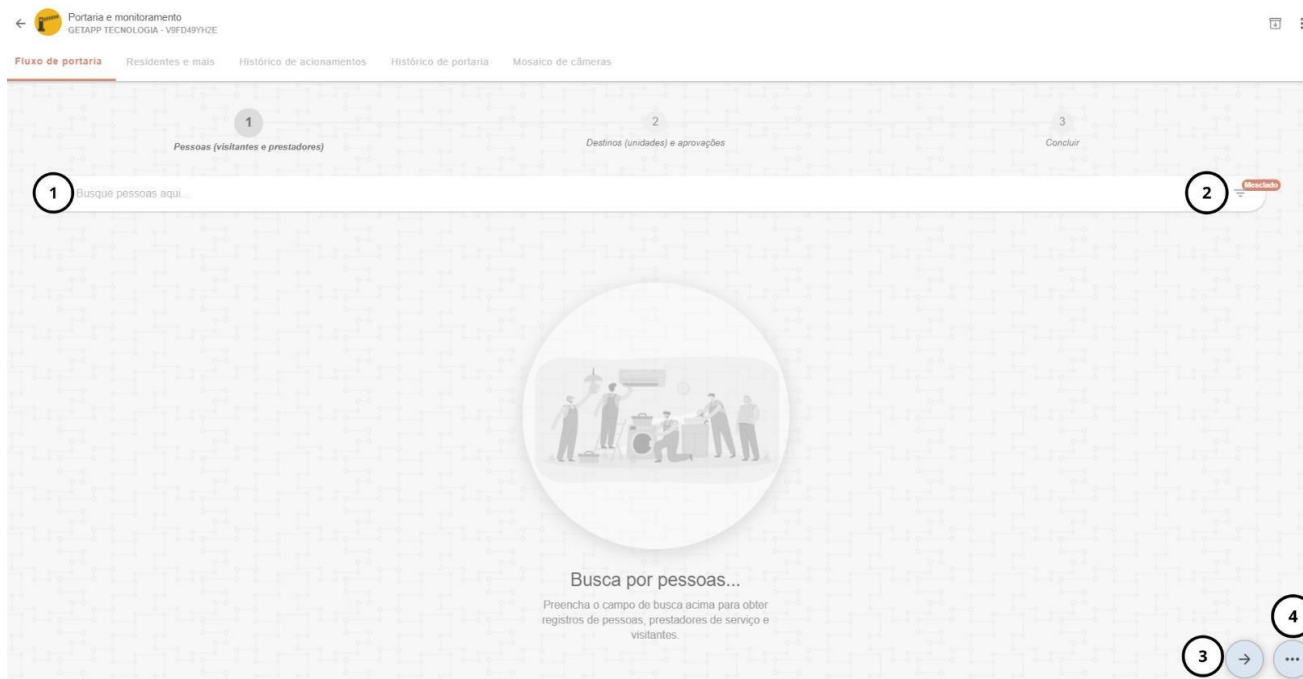 Portaria e monitoramento
GETAPP TECNOLOGIA - V9FD49YH2E
Fluxo de portaria Residentes e mais Histórico de acionamentos Histórico de portaria Mosaico de câmeras
1 2 3
Pessoas (visitantes e prestadores) Destinos (unidades) e aprovações Concluir
1 Busque pessoas aqui... 2 Mesclado
Busca por pessoas...
Preencha o campo de busca acima para obter
registros de pessoas, prestadores de serviço e
visitantes.
4
3